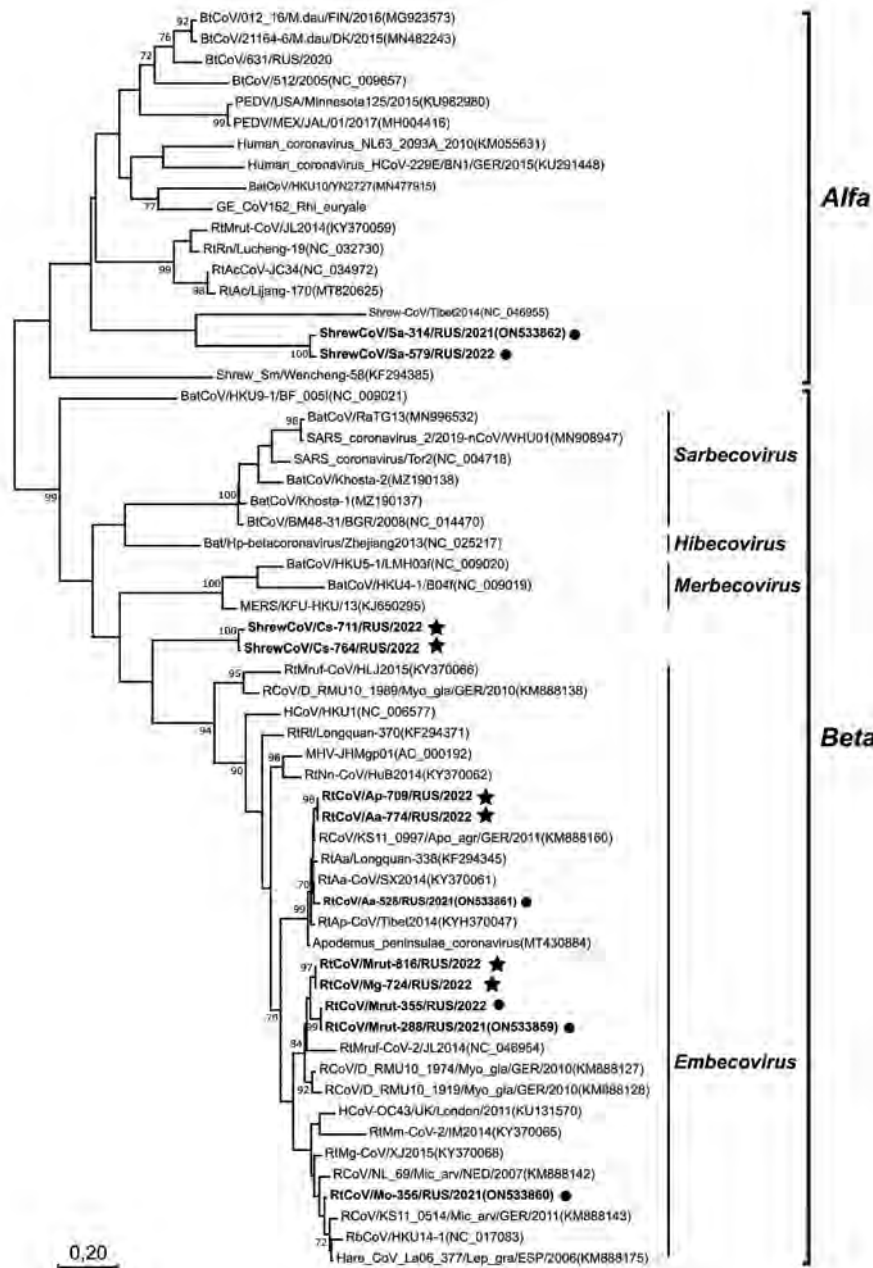 BtCoV/012_16/M.dau/FIN/2016(MG923573)
92
BtCoV/21164-6/M.dau/DK/2015(MN482243)
76
BtCoV/631/RUS/2020
72
BtCoV/512/2005(NC_009657)
PEDV/USA/Minnesota125/2015(KU982980)
99
PEDV/MEX/JAL/01/2017(MH004416)
Human_coronavirus_NL63_2093A_2010(KM055631)
Human_coronavirus_HCoV-229E/BN1/GER/2015(KU291448)
BatCoV/HKU10/YN2727(MN477915)
77
GE_CoV152_Rhi_euryale
Alfa
RtMrut-CoV/JL2014(KY370059)
RtRn/Lucheng-19(NC_032730)
99
RtAcCoV-JC34(NC_034972)
98
RtAc/Lijang-170(MT820625)
Shrew-CoV/Tibet2014(NC_046955)
ShrewCoV/Sa-314/RUS/2021(ON533862)
100
ShrewCoV/Sa-579/RUS/2022
Shrew_Sm/Wencheng-58(KF294385)
BatCoV/HKU9-1/BF_005I(NC_009021)
98
BatCoV/RaTG13(MN996532)
SARS_coronavirus_2/2019-nCoV/WHU01(MN908947)
SARS_coronavirus/Tor2(NC_004718)
Sarbecovirus
99
BatCoV/Khosta-2(MZ190138)
100
BatCoV/Khosta-1(MZ190137)
BtCoV/BM48-31/BGR/2008(NC_014470)
Bat/Hp-betacoronavirus/Zhejiang2013(NC_025217)
Hibecovirus
BatCoV/HKU5-1/LMH03f(NC_009020)
100
BatCoV/HKU4-1/B04f(NC_009019)
Merbecovirus
MERS/KFU-HKU/13(KJ650295)
100
ShrewCoV/Cs-711/RUS/2022
ShrewCoV/Cs-764/RUS/2022
95
RtMruf-CoV/HLJ2015(KY370066)
RCoV/D_RMU10_1989/Myo_gla/GER/2010(KM888138)
94
HCoV/HKU1(NC_006577)
RtRl/Longquan-370(KF294371)
Beta
90
98
MHV-JHMgp01(AC_000192)
RtNn-CoV/HuB2014(KY370062)
98
RtCoV/Ap-709/RUS/2022
RtCoV/Aa-774/RUS/2022
RCoV/KS11_0997/Apo_agr/GER/2011(KM888160)
RtAa/Longquan-338(KF294345)
70
RtAa-CoV/SX2014(KY370061)
RtCoV/Aa-528/RUS/2021(ON533861)
99
RtAp-CoV/Tibet2014(KYH370047)
Apodemus_peninsulae_coronavirus(MT430884)
97
RtCoV/Mrut-816/RUS/2022
RtCoV/Mg-724/RUS/2022
RtCoV/Mrut-355/RUS/2022
99
RtCoV/Mrut-288/RUS/2021(ON533859)
84
RtMruf-CoV-2/JL2014(NC_046954)
Embecovirus
RCoV/D_RMU10_1974/Myo_gla/GER/2010(KM888127)
92
RCoV/D_RMU10_1919/Myo_gla/GER/2010(KM888128)
HCoV-OC43/UK/London/2011(KU131570)
RtMm-CoV-2/IM2014(KY370065)
RtMg-CoV/XJ2015(KY370068)
RCoV/NL_69/Mic_arv/NED/2007(KM888142)
RtCoV/Mo-356/RUS/2021(ON533860)
RCoV/KS11_0514/Mic_arv/GER/2011(KM888143)
RbCoV/HKU14-1(NC_017083)
72
Hare_CoV_La06_377/Lep_gra/ESP/2006(KM888175)
0,20